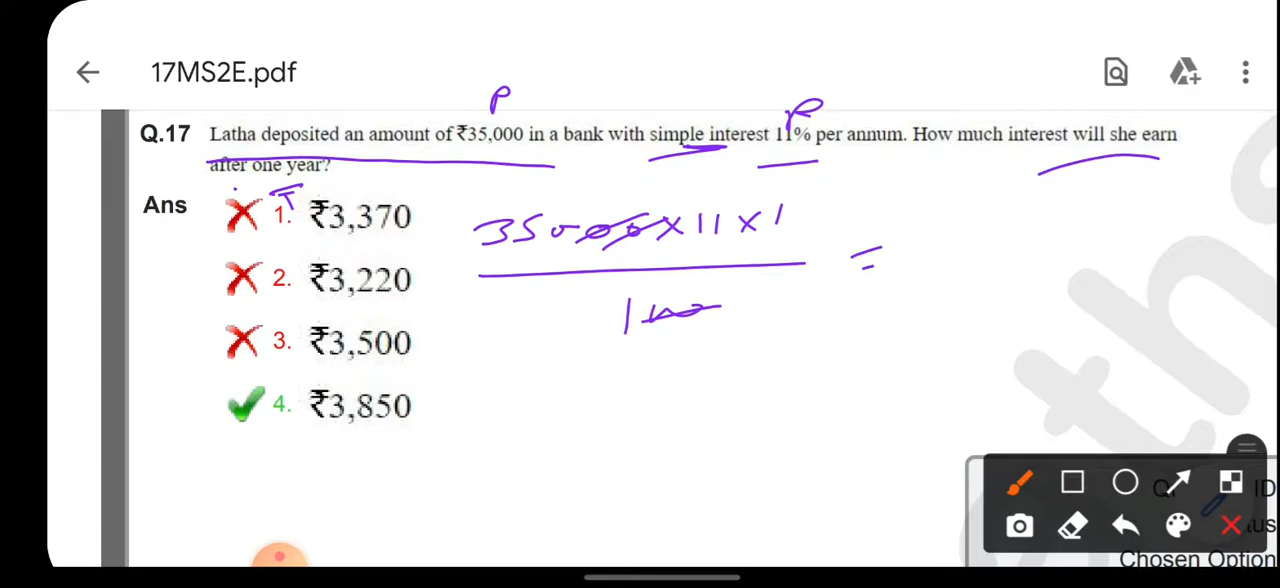 17MS2E.pdf
P
R
Q.17 Latha deposited an amount of ₹35,000 in a bank with simple interest 11% per annum. How much interest will she earn
after one year?
T
Ans 1. ₹3,370
35000 × 11 × 1
=
100
2. ₹3,220
3. ₹3,500
4. ₹3,850
ID
tus
Chosen Option